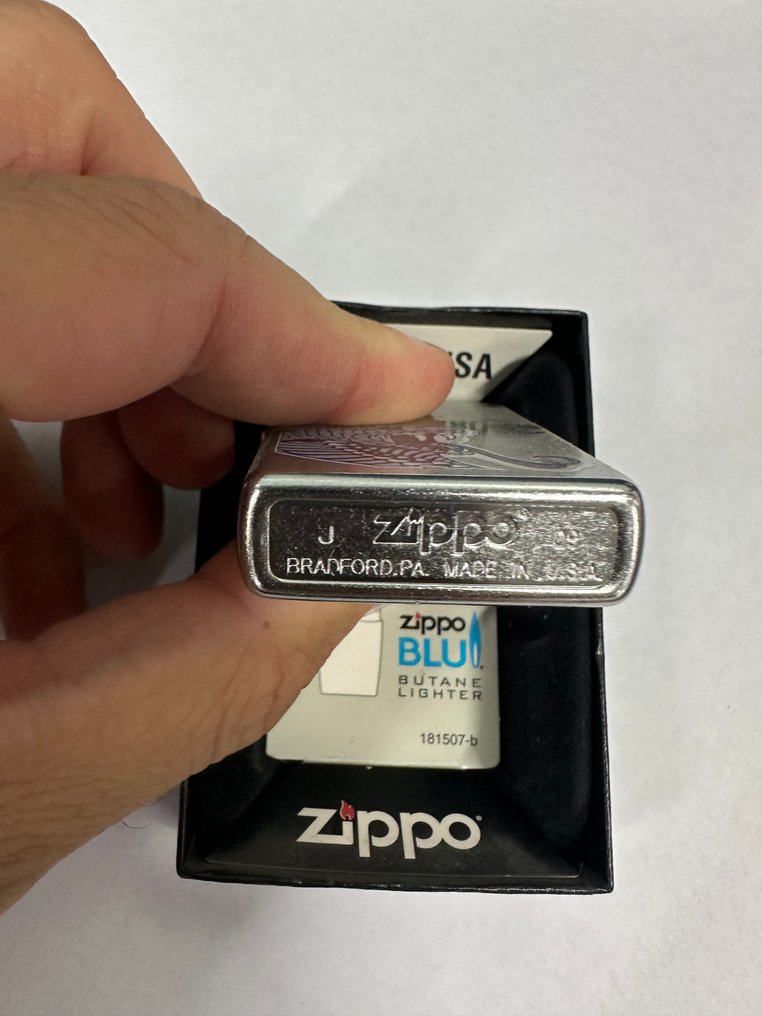 USA
J zippo® 09
BRADFORD.PA. MADE IN U.S.A.
zippo
BLU
BUTANE
LIGHTER
181507-b
zippo